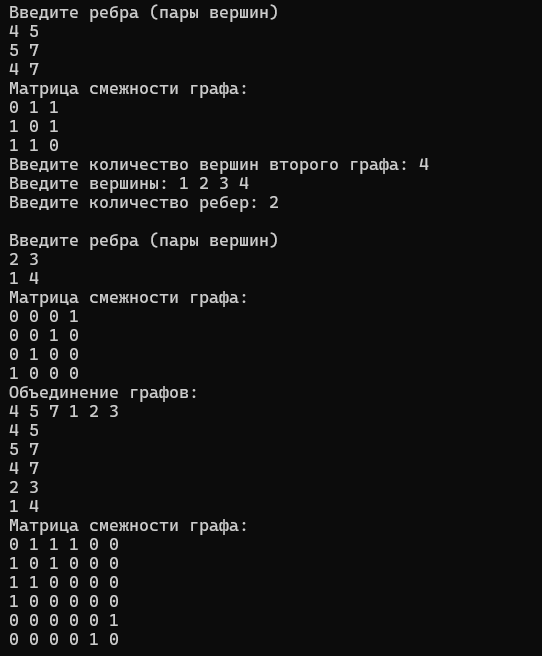 Введите ребра (пары вершин)
4 5
5 7
4 7
Матрица смежности графа:
0 1 1
1 0 1
1 1 0
Введите количество вершин второго графа: 4
Введите вершины: 1 2 3 4
Введите количество ребер: 2
Введите ребра (пары вершин)
2 3
1 4
Матрица смежности графа:
0 0 0 1
0 0 1 0
0 1 0 0
1 0 0 0
Объединение графов:
4 5 7 1 2 3
4 5
5 7
4 7
2 3
1 4
Матрица смежности графа:
0 1 1 1 0 0
1 0 1 0 0 0
1 1 0 0 0 0
1 0 0 0 0 0
0 0 0 0 0 1
0 0 0 0 1 0